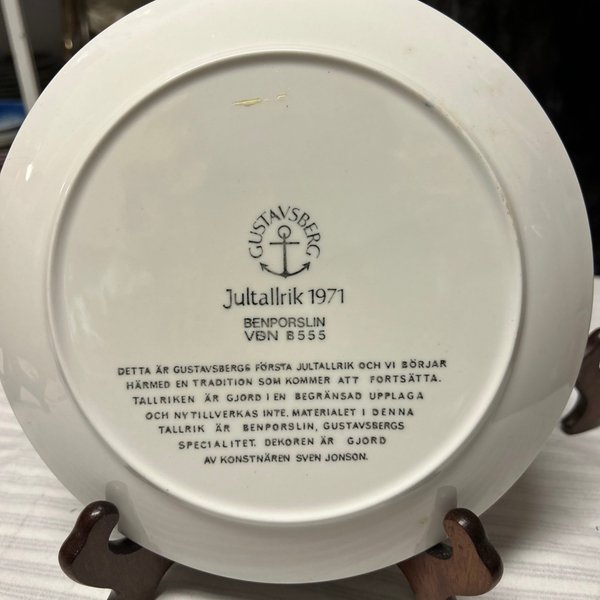 GUSTAVSBERG
Jultallrik 1971
BENPORSLIN
VBN B555
DETTA ÄR GUSTAVSBERGS FÖRSTA JULTALLRIK OCH VI BÖRJAR
HÄRMED EN TRADITION SOM KOMMER ATT FORTSÄTTA.
TALLRIKEN ÄR GJORD I EN BEGRÄNSAD UPPLAGA
OCH NYTILLVERKAS INTE. MATERIALET I DENNA
TALLRIK ÄR BENPORSLIN, GUSTAVSBERGS
SPECIALITET. DEKOREN ÄR GJORD
AV KONSTNÄREN SVEN JONSON.